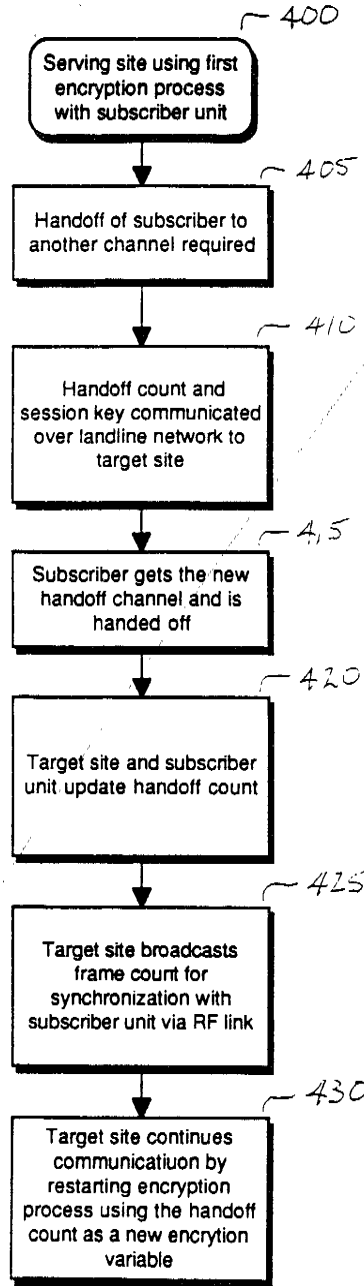 400
Serving site using first
encryption process
with subscriber unit
405
Handoff of subscriber to
another channel required
410
Handoff count and
session key communicated
over landline network to
target site
415
Subscriber gets the new
handoff channel and is
handed off
420
Target site and subscriber
unit update handoff count
425
Target site broadcasts
frame count for
synchronization with
subscriber unit via RF link
430
Target site continues
communicatiuon by
restarting encryption
process using the handoff
count as a new encrytion
variable